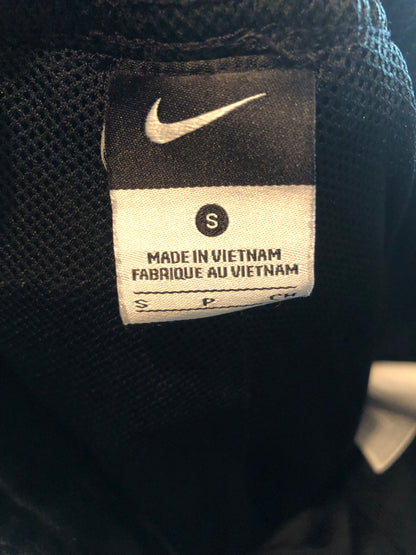 S
MADE IN VIETNAM
FABRIQUE AU VIETNAM
S P CH